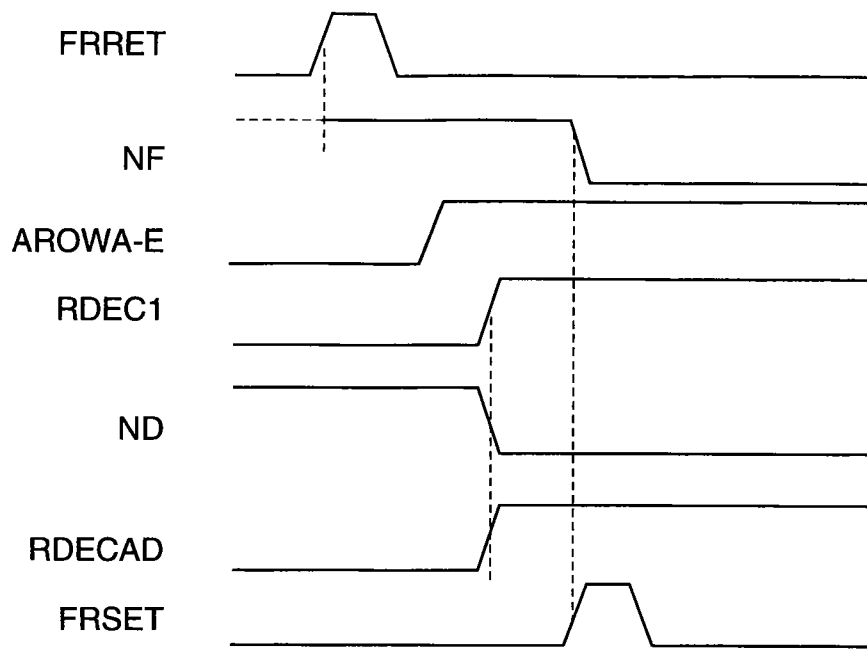 FRRET
NF
AROWA-E
RDEC1
ND
RDECAD
FRSET